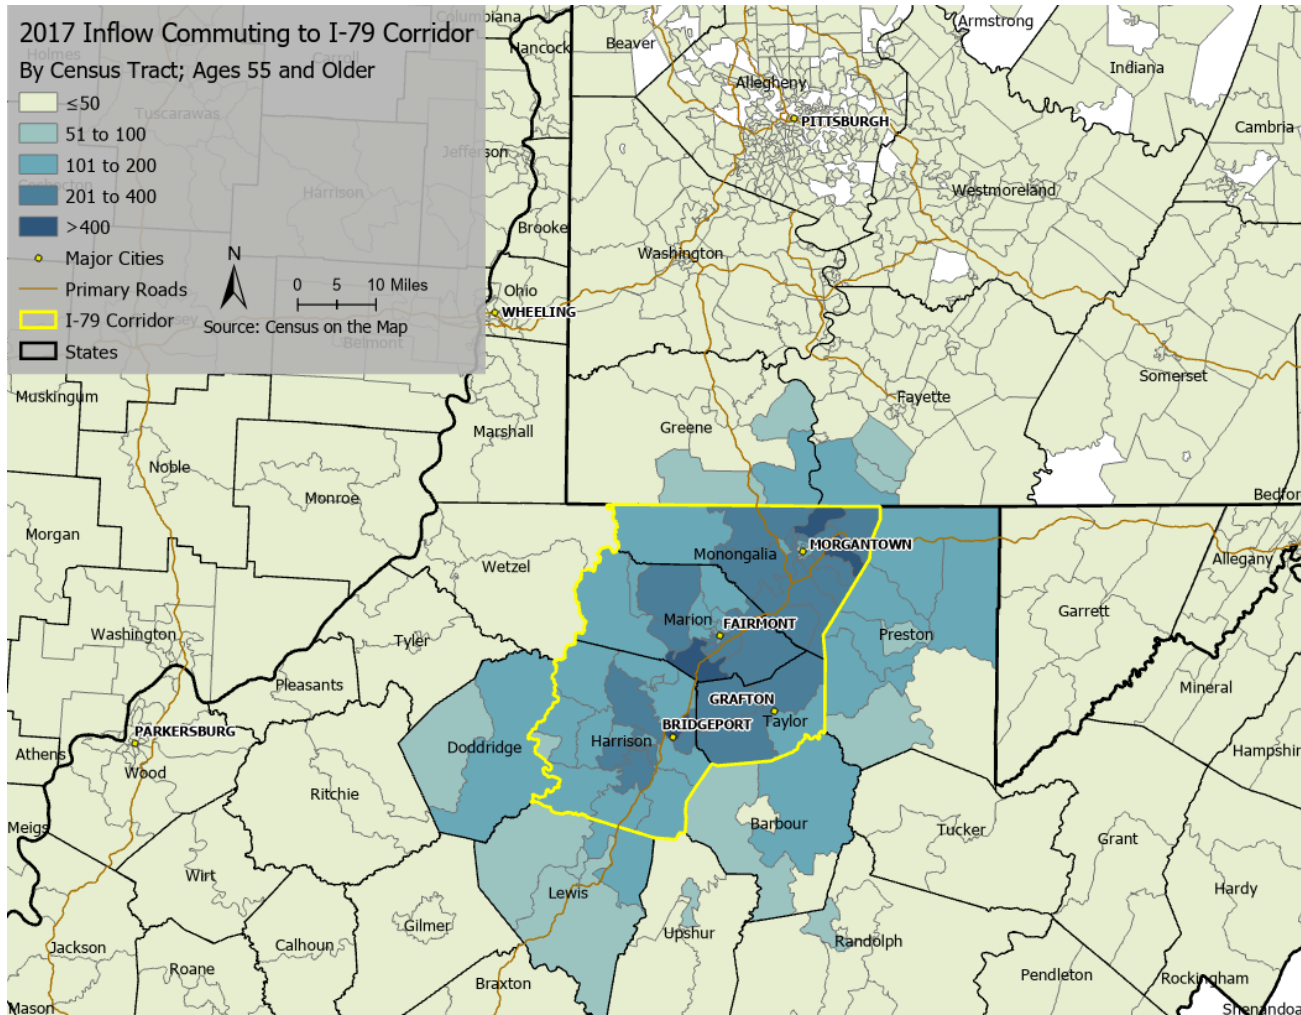 2017 Inflow Commuting to I-79 Corridor
By Census Tract; Ages 55 and Older
≤50
51 to 100
101 to 200
201 to 400
>400
Major Cities
Primary Roads
I-79 Corridor
States
N
0 5 10 Miles
Source: Census on the Map
Columbiana
Holmes
Carroll
Hancock
Beaver
Armstrong
Indiana
Allegheny
Tuscarawas
PITTSBURGH
Cambria
Jefferson
Harrison
Westmoreland
Brooke
Washington
Ohio
WHEELING
Belmont
Muskingum
Somerset
Fayette
Greene
Marshall
Noble
Monroe
Bedfor
Morgan
MORGANTOWN
Monongalia
Wetzel
Allegany
Garrett
Marion
FAIRMONT
Washington
Tyler
Preston
Pleasants
Mineral
GRAFTON
Taylor
BRIDGEPORT
PARKERSBURG
Harrison
Doddridge
Athens
Hampshir
Wood
Ritchie
Meigs
Barbour
Tucker
Grant
Wirt
Lewis
Hardy
Gilmer
Upshur
Randolph
Jackson
Calhoun
Roane
Braxton
Pendleton
Rockingham
Mason
Shenandoa